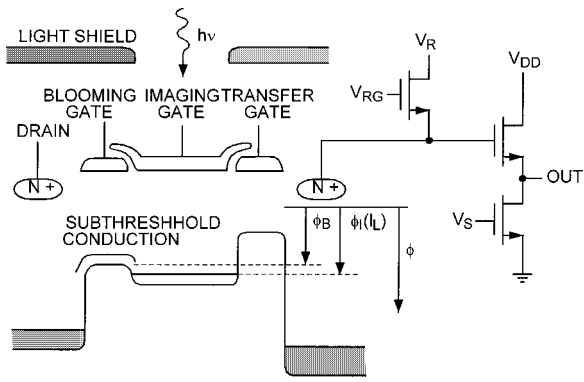 LIGHT SHIELD
hν
V_R
V_DD
BLOOMING GATE
IMAGING GATE
TRANSFER GATE
V_RG
DRAIN
N+
N+
OUT
SUBTHRESHHOLD
CONDUCTION
ϕ_B
ϕ_I(I_L)
ϕ
V_S